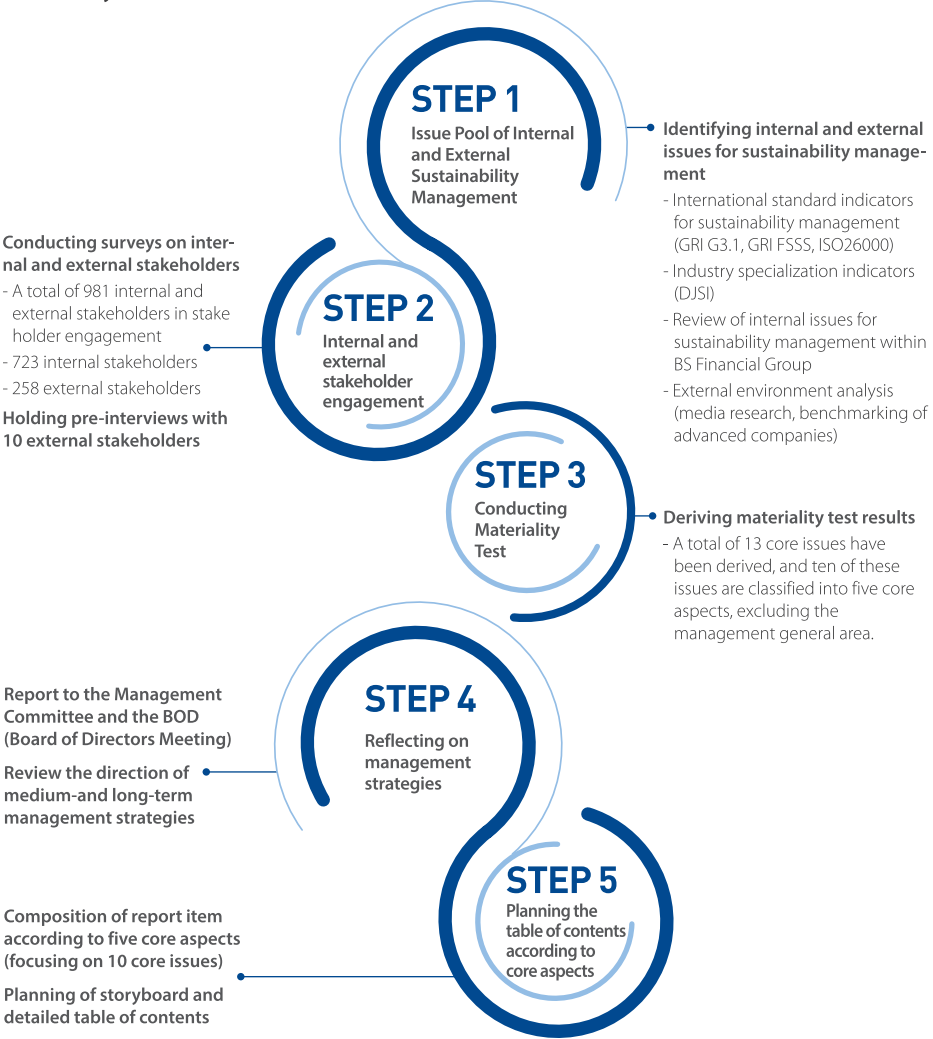 STEP 1
Issue Pool of Internal
and External
Sustainability
Management
Identifying internal and external
issues for sustainability manage-
ment
- International standard indicators
for sustainability management
(GRI G3.1, GRI FSSS, ISO26000)
- Industry specialization indicators
(DJSI)
- Review of internal issues for
sustainability management within
BS Financial Group
- External environment analysis
(media research, benchmarking of
advanced companies)
Conducting surveys on inter-
nal and external stakeholders
- A total of 981 internal and
external stakeholders in stake
holder engagement
- 723 internal stakeholders
- 258 external stakeholders
Holding pre-interviews with
10 external stakeholders
STEP 2
Internal and
external
stakeholder
engagement
STEP 3
Conducting
Materiality
Test
Deriving materiality test results
- A total of 13 core issues have
been derived, and ten of these
issues are classified into five core
aspects, excluding the
management general area.
Report to the Management
Committee and the BOD
(Board of Directors Meeting)
Review the direction of
medium-and long-term
management strategies
STEP 4
Reflecting on
management
strategies
STEP 5
Planning the
table of contents
according to
core aspects
Composition of report item
according to five core aspects
(focusing on 10 core issues)
Planning of storyboard and
detailed table of contents